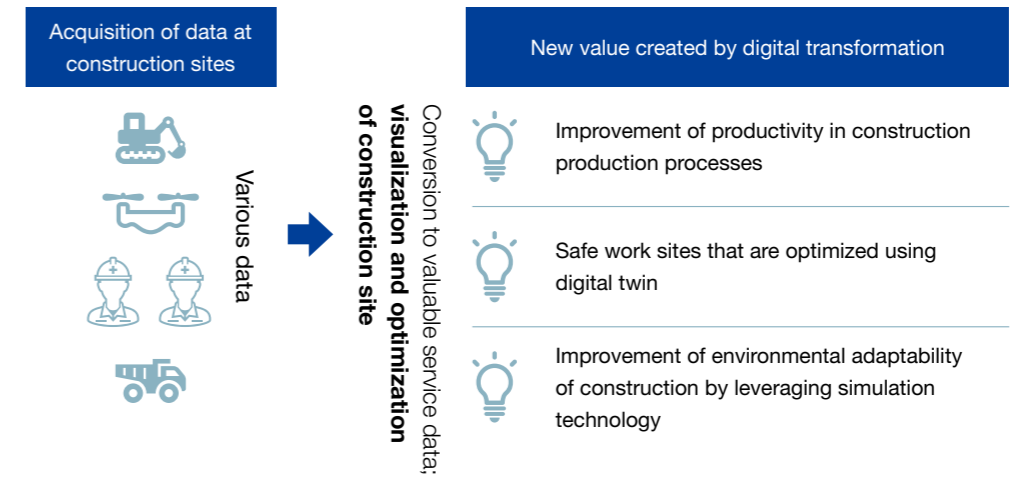 Acquisition of data at
construction sites
Various data
Conversion to valuable service data;
visualization and optimization
of construction site
New value created by digital transformation
Improvement of productivity in construction
production processes
Safe work sites that are optimized using
digital twin
Improvement of environmental adaptability
of construction by leveraging simulation
technology